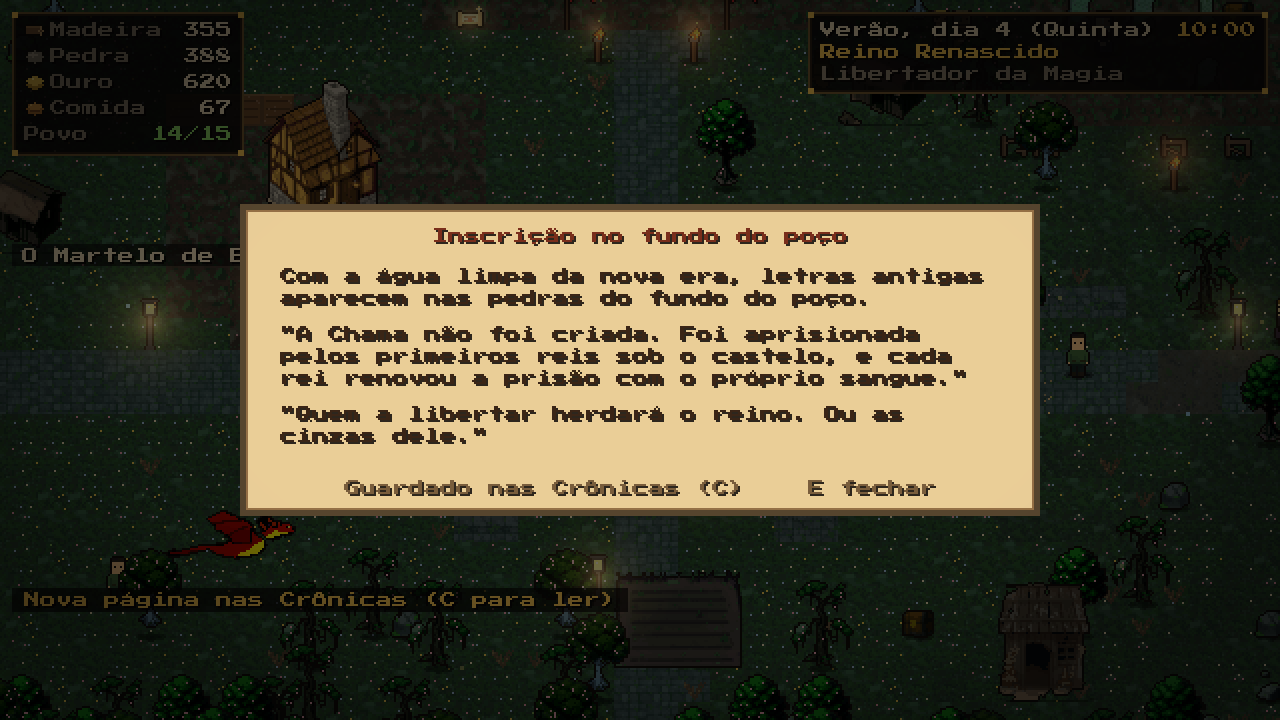 Madeira 355
Pedra 388
Ouro 620
Comida 67
Povo 14/15
Verão, dia 4 (Quinta) 10:00
Reino Renascido
Libertador da Magia
O Martelo de
Inscrição no fundo do poço
Com a água limpa da nova era, letras antigas
aparecem nas pedras do fundo do poço.
"A Chama não foi criada. Foi aprisionada
pelos primeiros reis sob o castelo, e cada
rei renovou a prisão com o próprio sangue."
"Quem a libertar herdará o reino. Ou as
cinzas dele."
Guardado nas Crônicas (C) E fechar
Nova página nas Crônicas (C para ler)